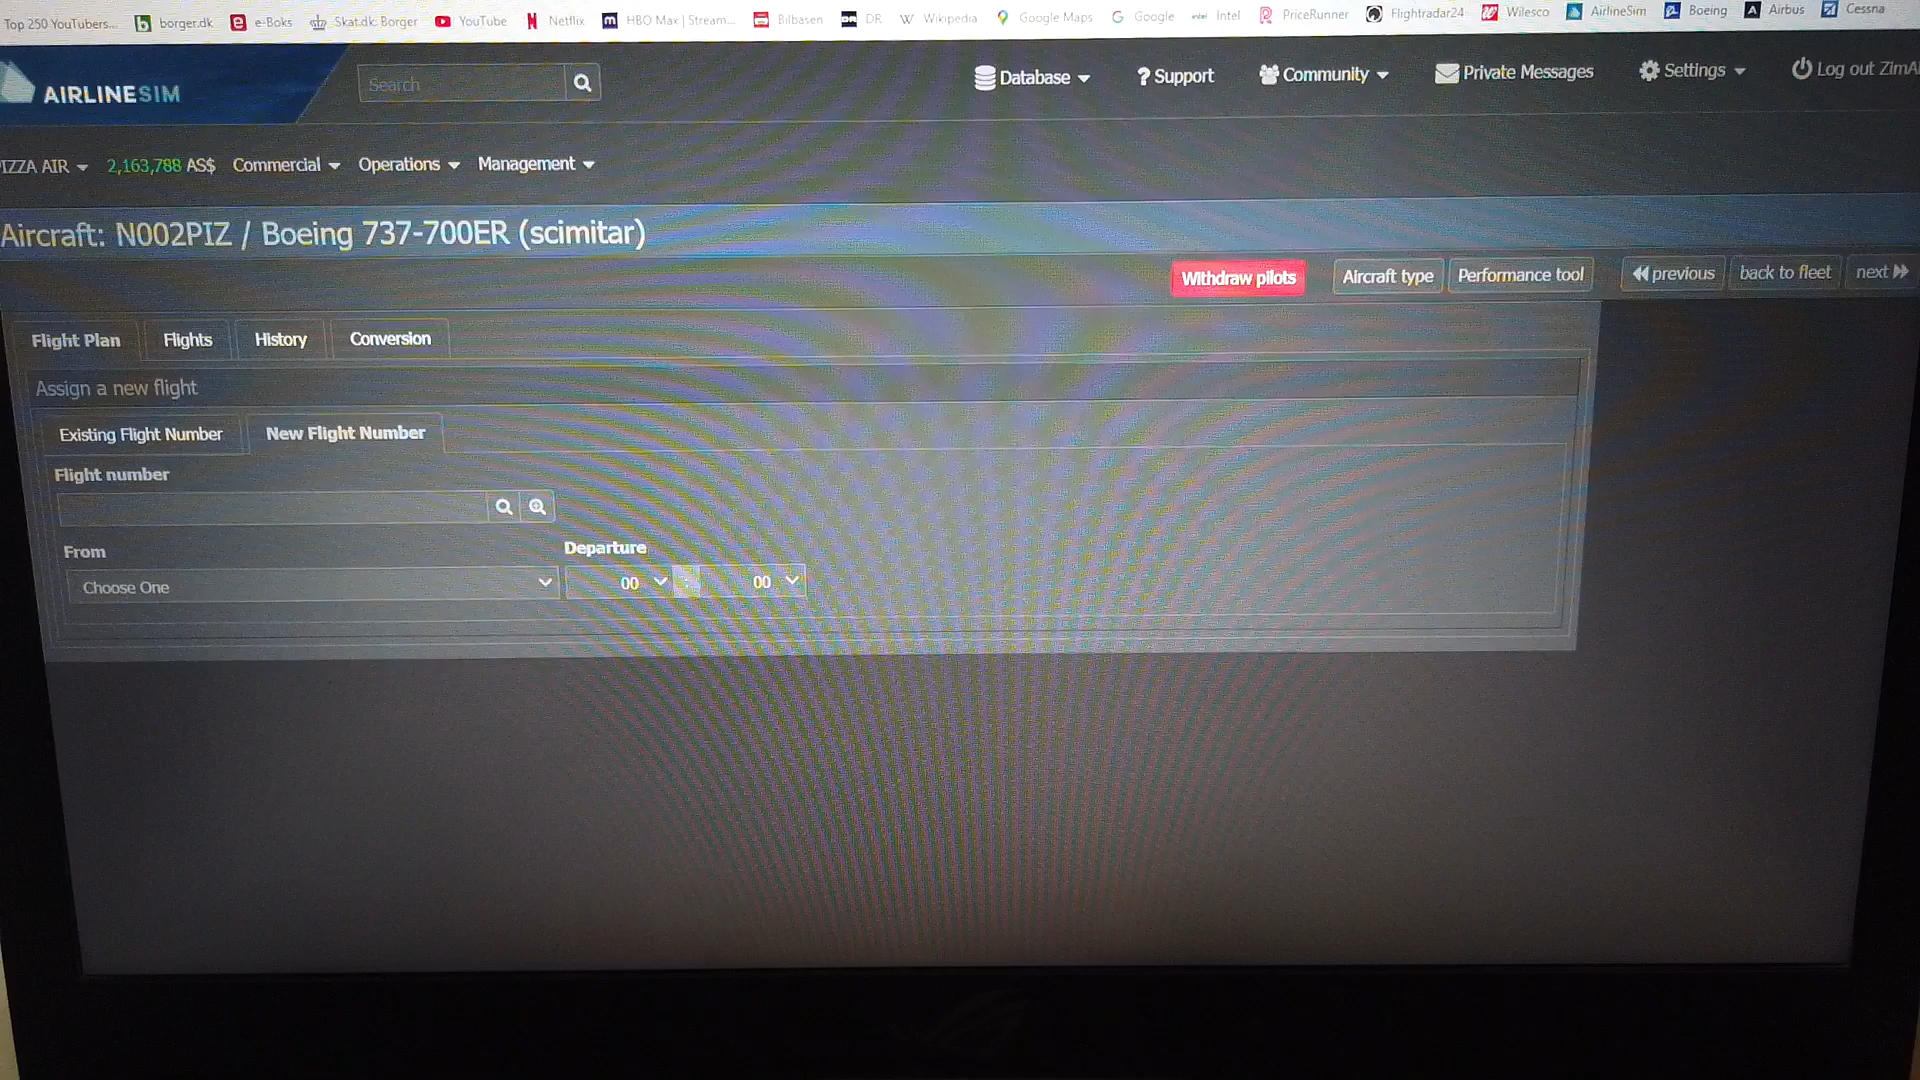 Top 250 YouTubers... borger.dk e-Boks Skat.dk: Borger YouTube Netflix HBO Max | Stream... Bilbasen DR Wikipedia Google Maps Google Intel PriceRunner Flightradar24 Wilesco AirlineSim Boeing Airbus Cessna
AIRLINESIM Search Database ? Support Community Private Messages Settings Log out ZimAi
IZZA AIR 2,163,788 AS$ Commercial Operations Management
Aircraft: N002PIZ / Boeing 737-700ER (scimitar)
Withdraw pilots Aircraft type Performance tool previous back to fleet next
Flight Plan Flights History Conversion
Assign a new flight
Existing Flight Number New Flight Number
Flight number
From Departure
Choose One 00 : 00